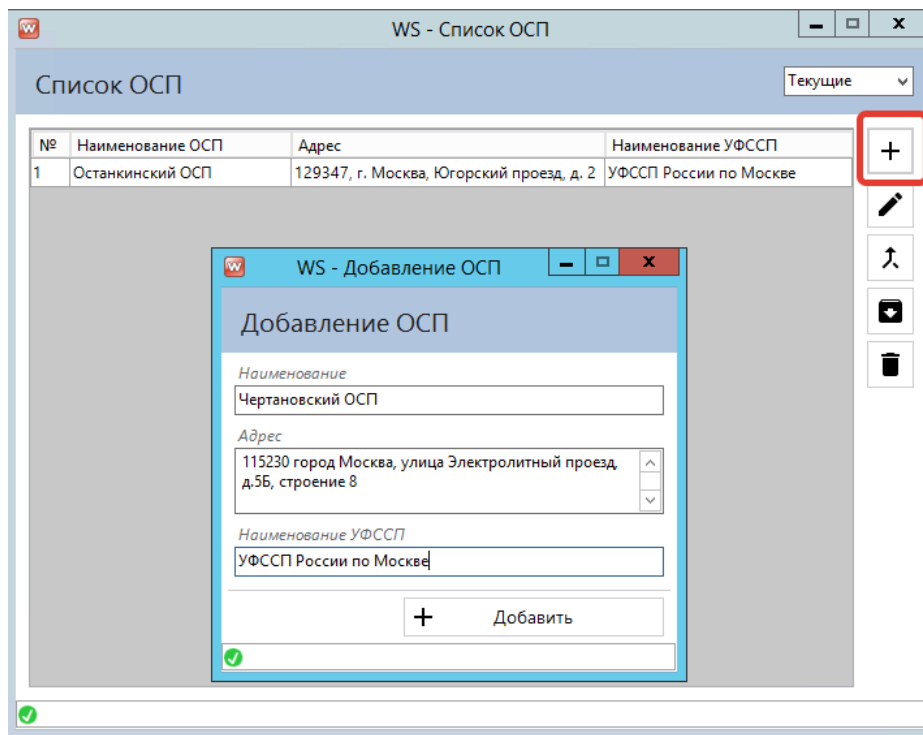 WS - Список ОСП
Список ОСП
Текущие
№ Наименование ОСП Адрес Наименование УФССП
1 Останкинский ОСП 129347, г. Москва, Югорский проезд, д. 2 УФССП России по Москве
WS - Добавление ОСП
Добавление ОСП
Наименование
Чертановский ОСП
Адрес
115230 город Москва, улица Электролитный проезд,
д.5Б, строение 8
Наименование УФССП
УФССП России по Москве
Добавить